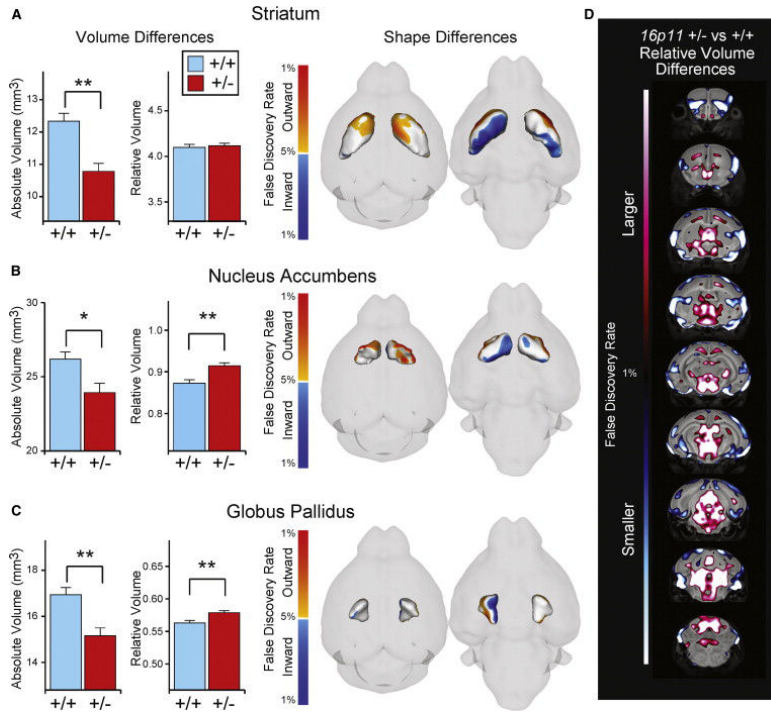 A
Striatum
Volume Differences
Shape Differences
+/+
+/-
Absolute Volume (mm3)
13
12
11
10
**
+/+ +/-
Relative Volume
4.5
4.0
3.5
+/+ +/-
False Discovery Rate
1%
Outward
5%
Inward
1%
B
Nucleus Accumbens
Absolute Volume (mm3)
30
25
20
*
+/+ +/-
Relative Volume
1.0
0.9
0.8
**
+/+ +/-
False Discovery Rate
1%
Outward
5%
Inward
1%
C
Globus Pallidus
Absolute Volume (mm3)
18
16
14
**
+/+ +/-
Relative Volume
0.65
0.60
0.55
0.50
**
+/+ +/-
False Discovery Rate
1%
Outward
5%
Inward
1%
D
16p11 +/- vs +/+
Relative Volume
Differences
Larger
False Discovery Rate
1%
Smaller